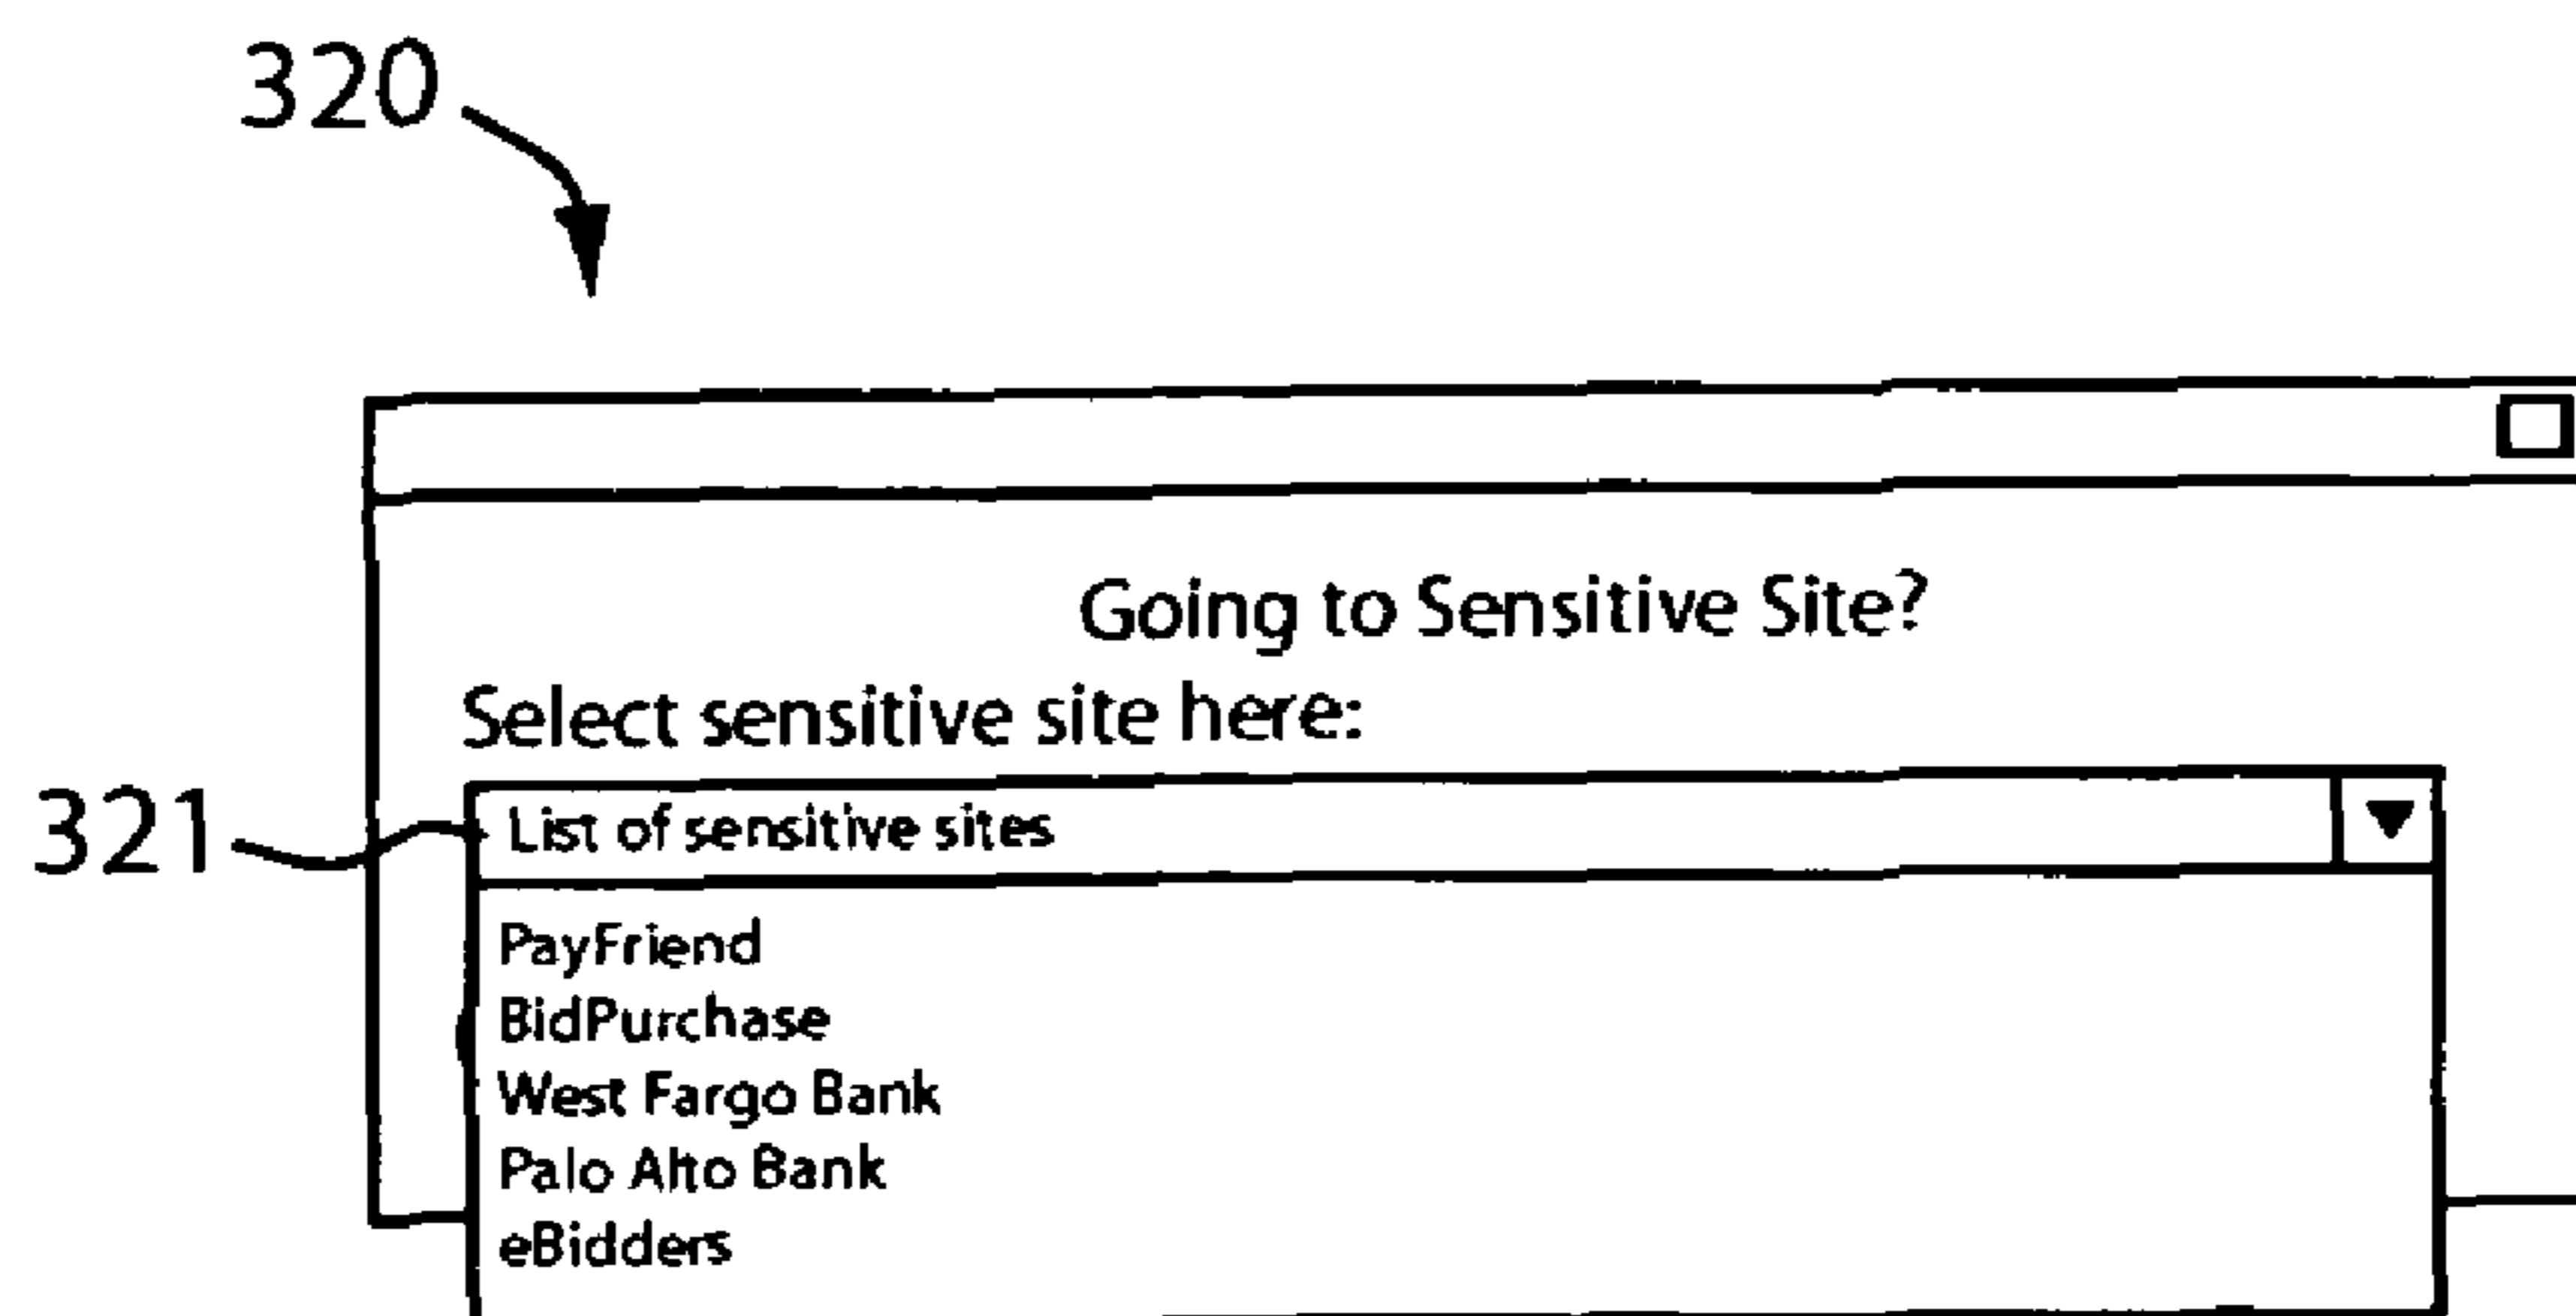 320
Going to Sensitive Site?
Select sensitive site here:
321
List of sensitive sites
PayFriend
BidPurchase
West Fargo Bank
Palo Alto Bank
eBidders